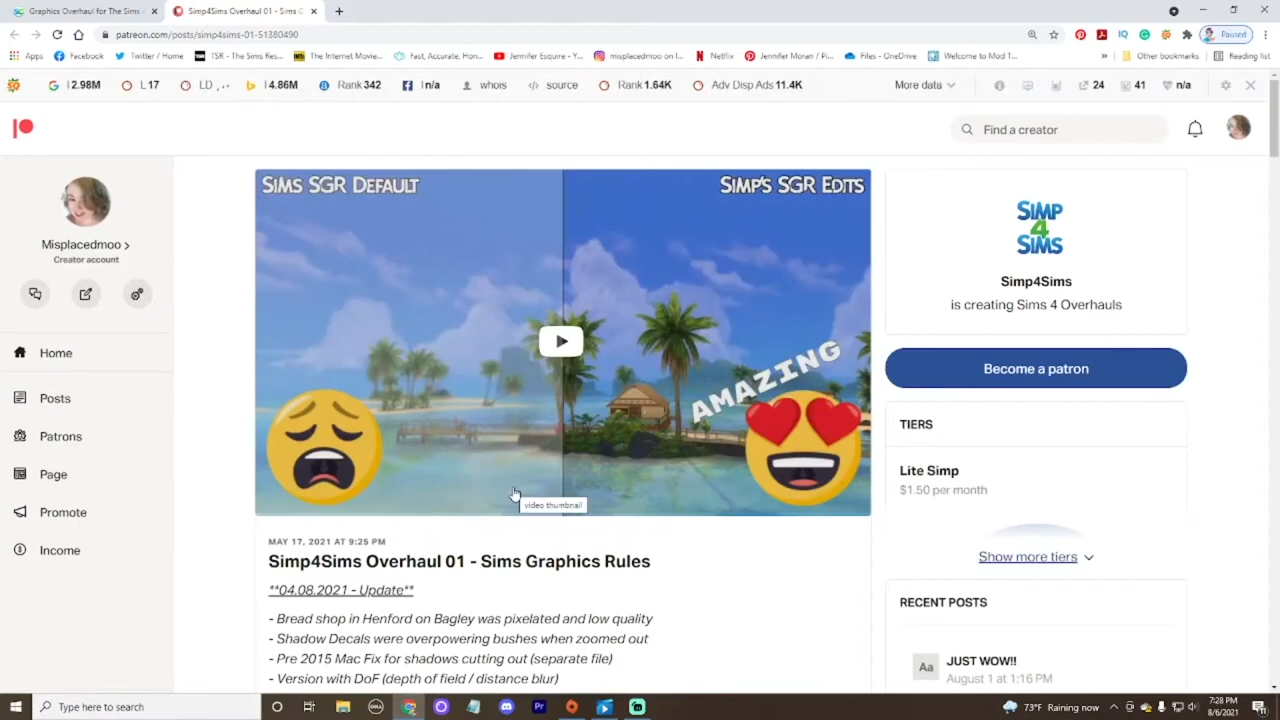 Graphics Overhaul for The Sims
Simp4Sims Overhaul 01 - Sims G
patreon.com/posts/simp4sims-01-51380490
Paused
Apps
Facebook
Twitter / Home
TSR - The Sims Res...
The Internet Movie...
Fast, Accurate, Hon...
Jennifer Esquire - Y...
misplacedmoo on I...
Netflix
Jennifer Moran / Pi...
Files - OneDrive
Welcome to Mod T...
»
Other bookmarks
Reading list
I 2.98M
L 17
LD
I 4.86M
Rank 342
I n/a
whois
source
Rank 1.64K
Adv Disp Ads 11.4K
More data
24
41
n/a
Find a creator
Misplacedmoo >
Creator account
Home
Posts
Patrons
Page
Promote
Income
SIMS SGR DEFAULT
SIMP'S SGR EDITS
AMAZING
video thumbnail
MAY 17, 2021 AT 9:25 PM
Simp4Sims Overhaul 01 - Sims Graphics Rules
**04.08.2021 - Update**
- Bread shop in Henford on Bagley was pixelated and low quality
- Shadow Decals were overpowering bushes when zoomed out
- Pre 2015 Mac Fix for shadows cutting out (separate file)
- Version with DoF (depth of field / distance blur)
SIMP
4
SIMS
Simp4Sims
is creating Sims 4 Overhauls
Become a patron
TIERS
Lite Simp
$1.50 per month
Show more tiers
RECENT POSTS
Aa
JUST WOW!!
August 1 at 1:16 PM
Type here to search
DELL
Pr
73°F Raining now
7:28 PM
8/6/2021